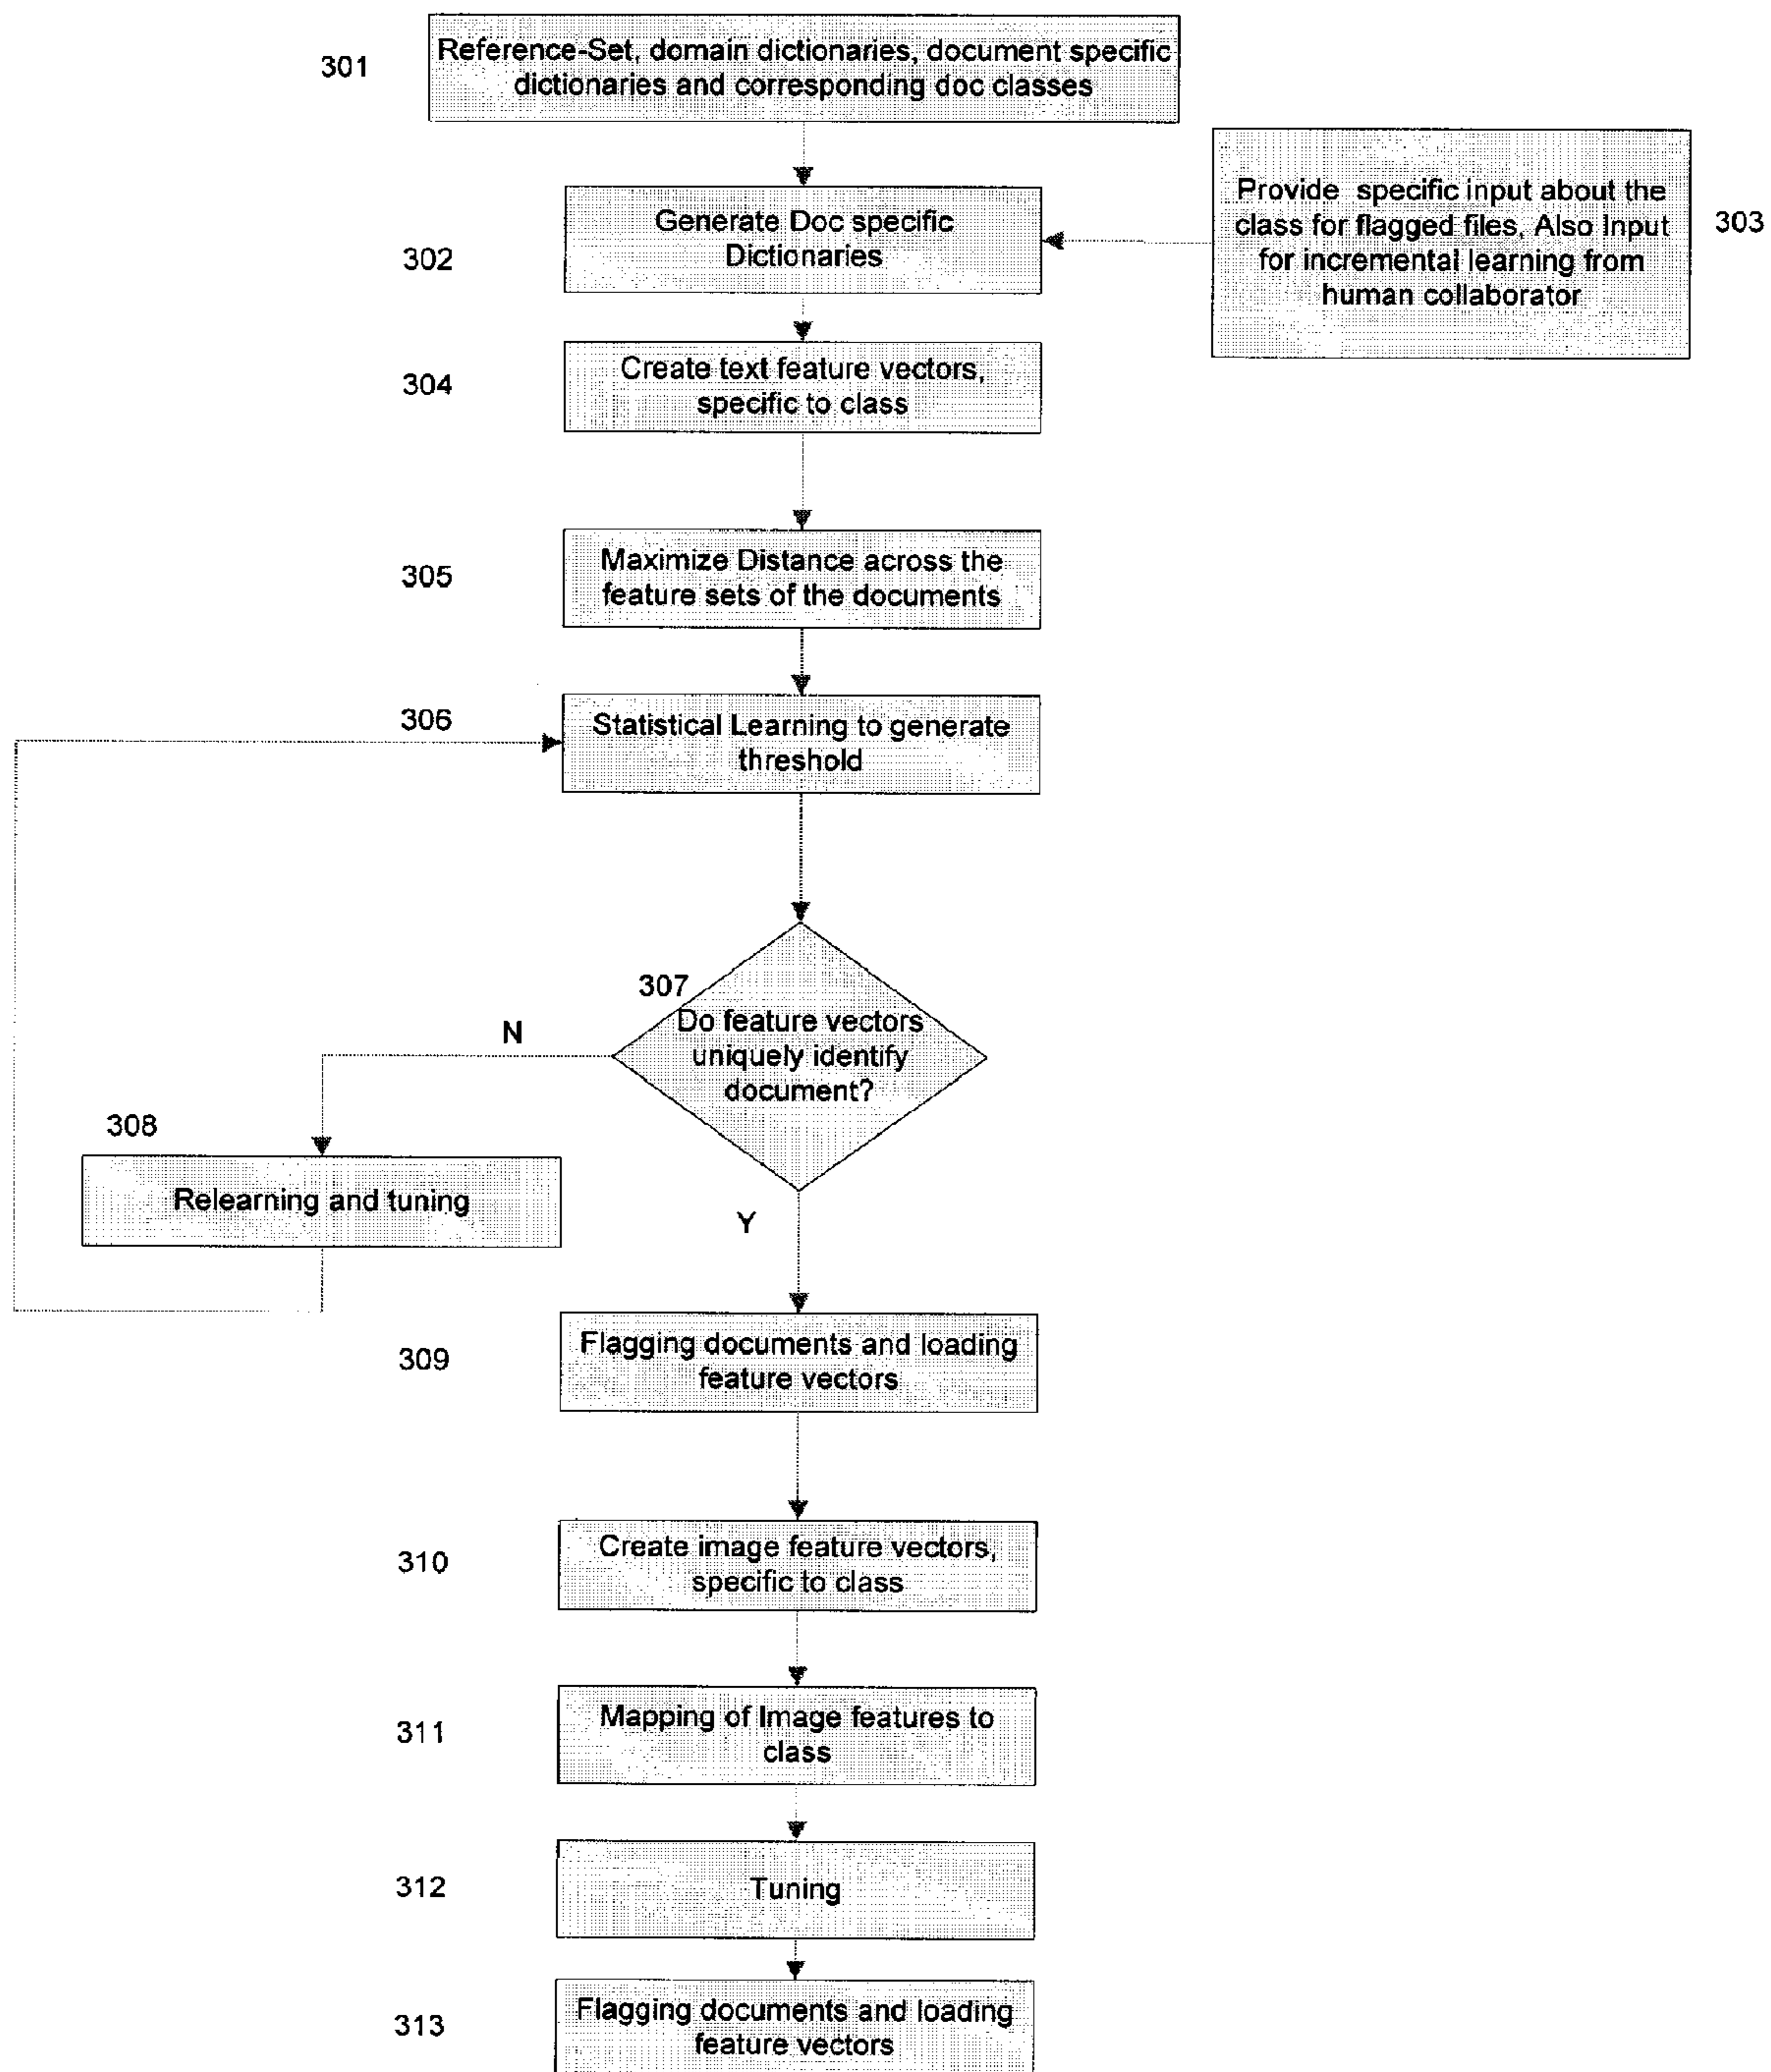 301
Reference-Set, domain dictionaries, document specific
dictionaries and corresponding doc classes
302
Generate Doc specific
Dictionaries
Provide specific input about the
class for flagged files, Also Input
for incremental learning from
human collaborator
303
304
Create text feature vectors,
specific to class
305
Maximize Distance across the
feature sets of the documents
306
Statistical Learning to generate
threshold
307
Do feature vectors
uniquely identify
document?
N
308
Relearning and tuning
Y
309
Flagging documents and loading
feature vectors
310
Create image feature vectors,
specific to class
311
Mapping of Image features to
class
312
Tuning
313
Flagging documents and loading
feature vectors